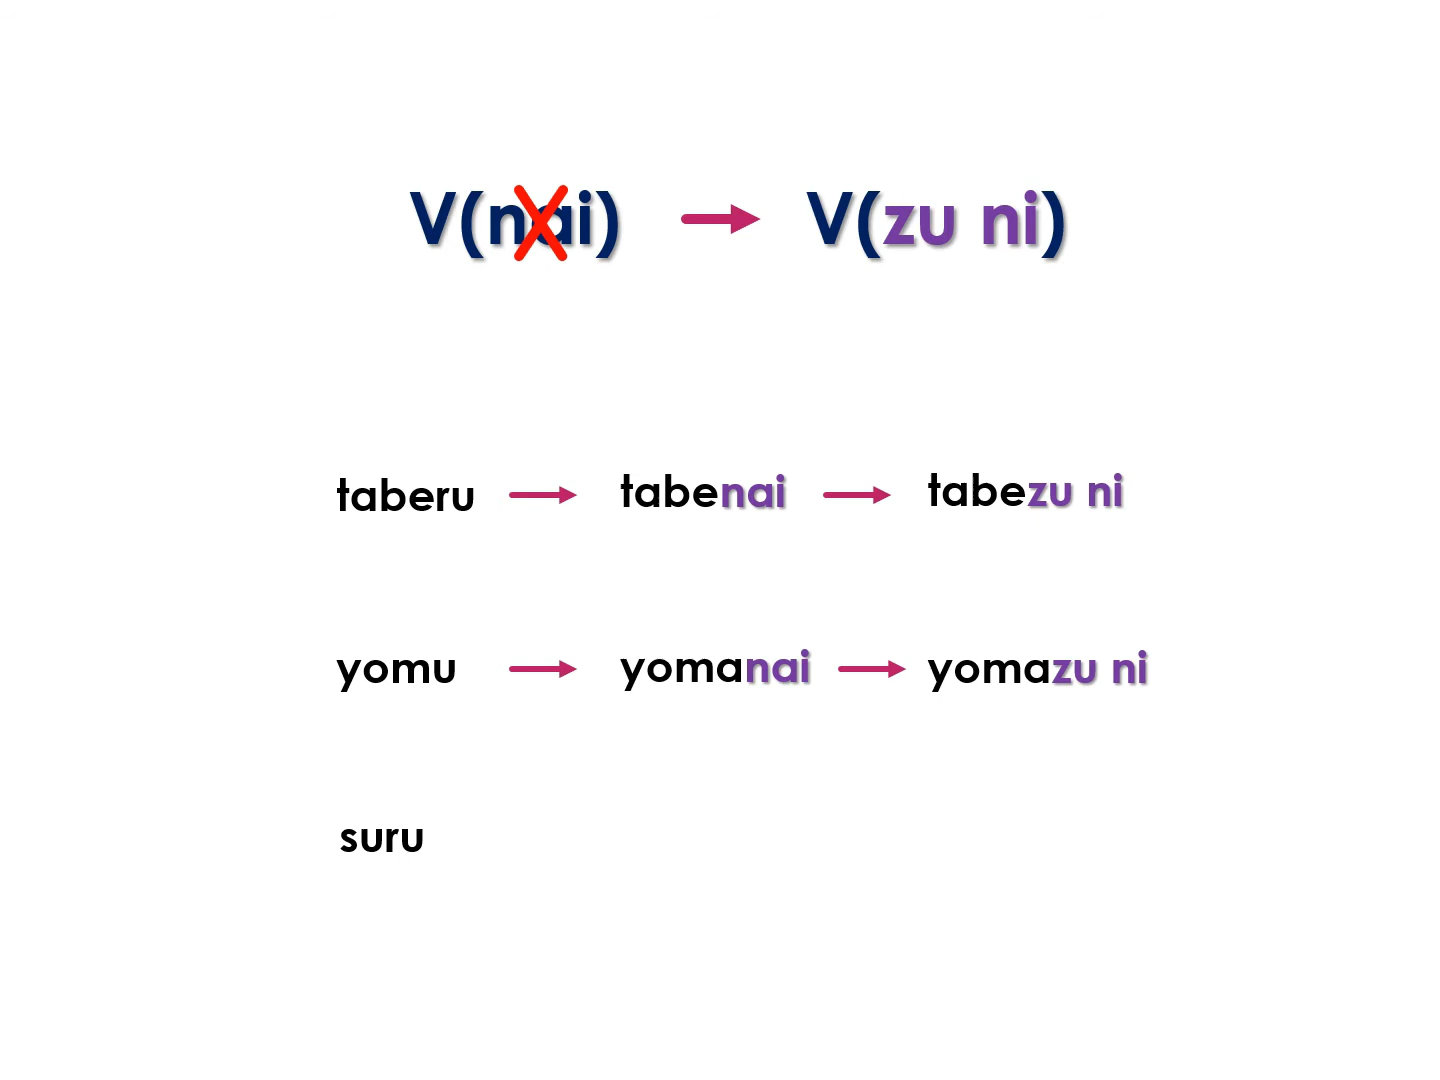 V(nai) → V(zu ni)
taberu → tabenai → tabezu ni
yomu → yomanai → yomazu ni
suru